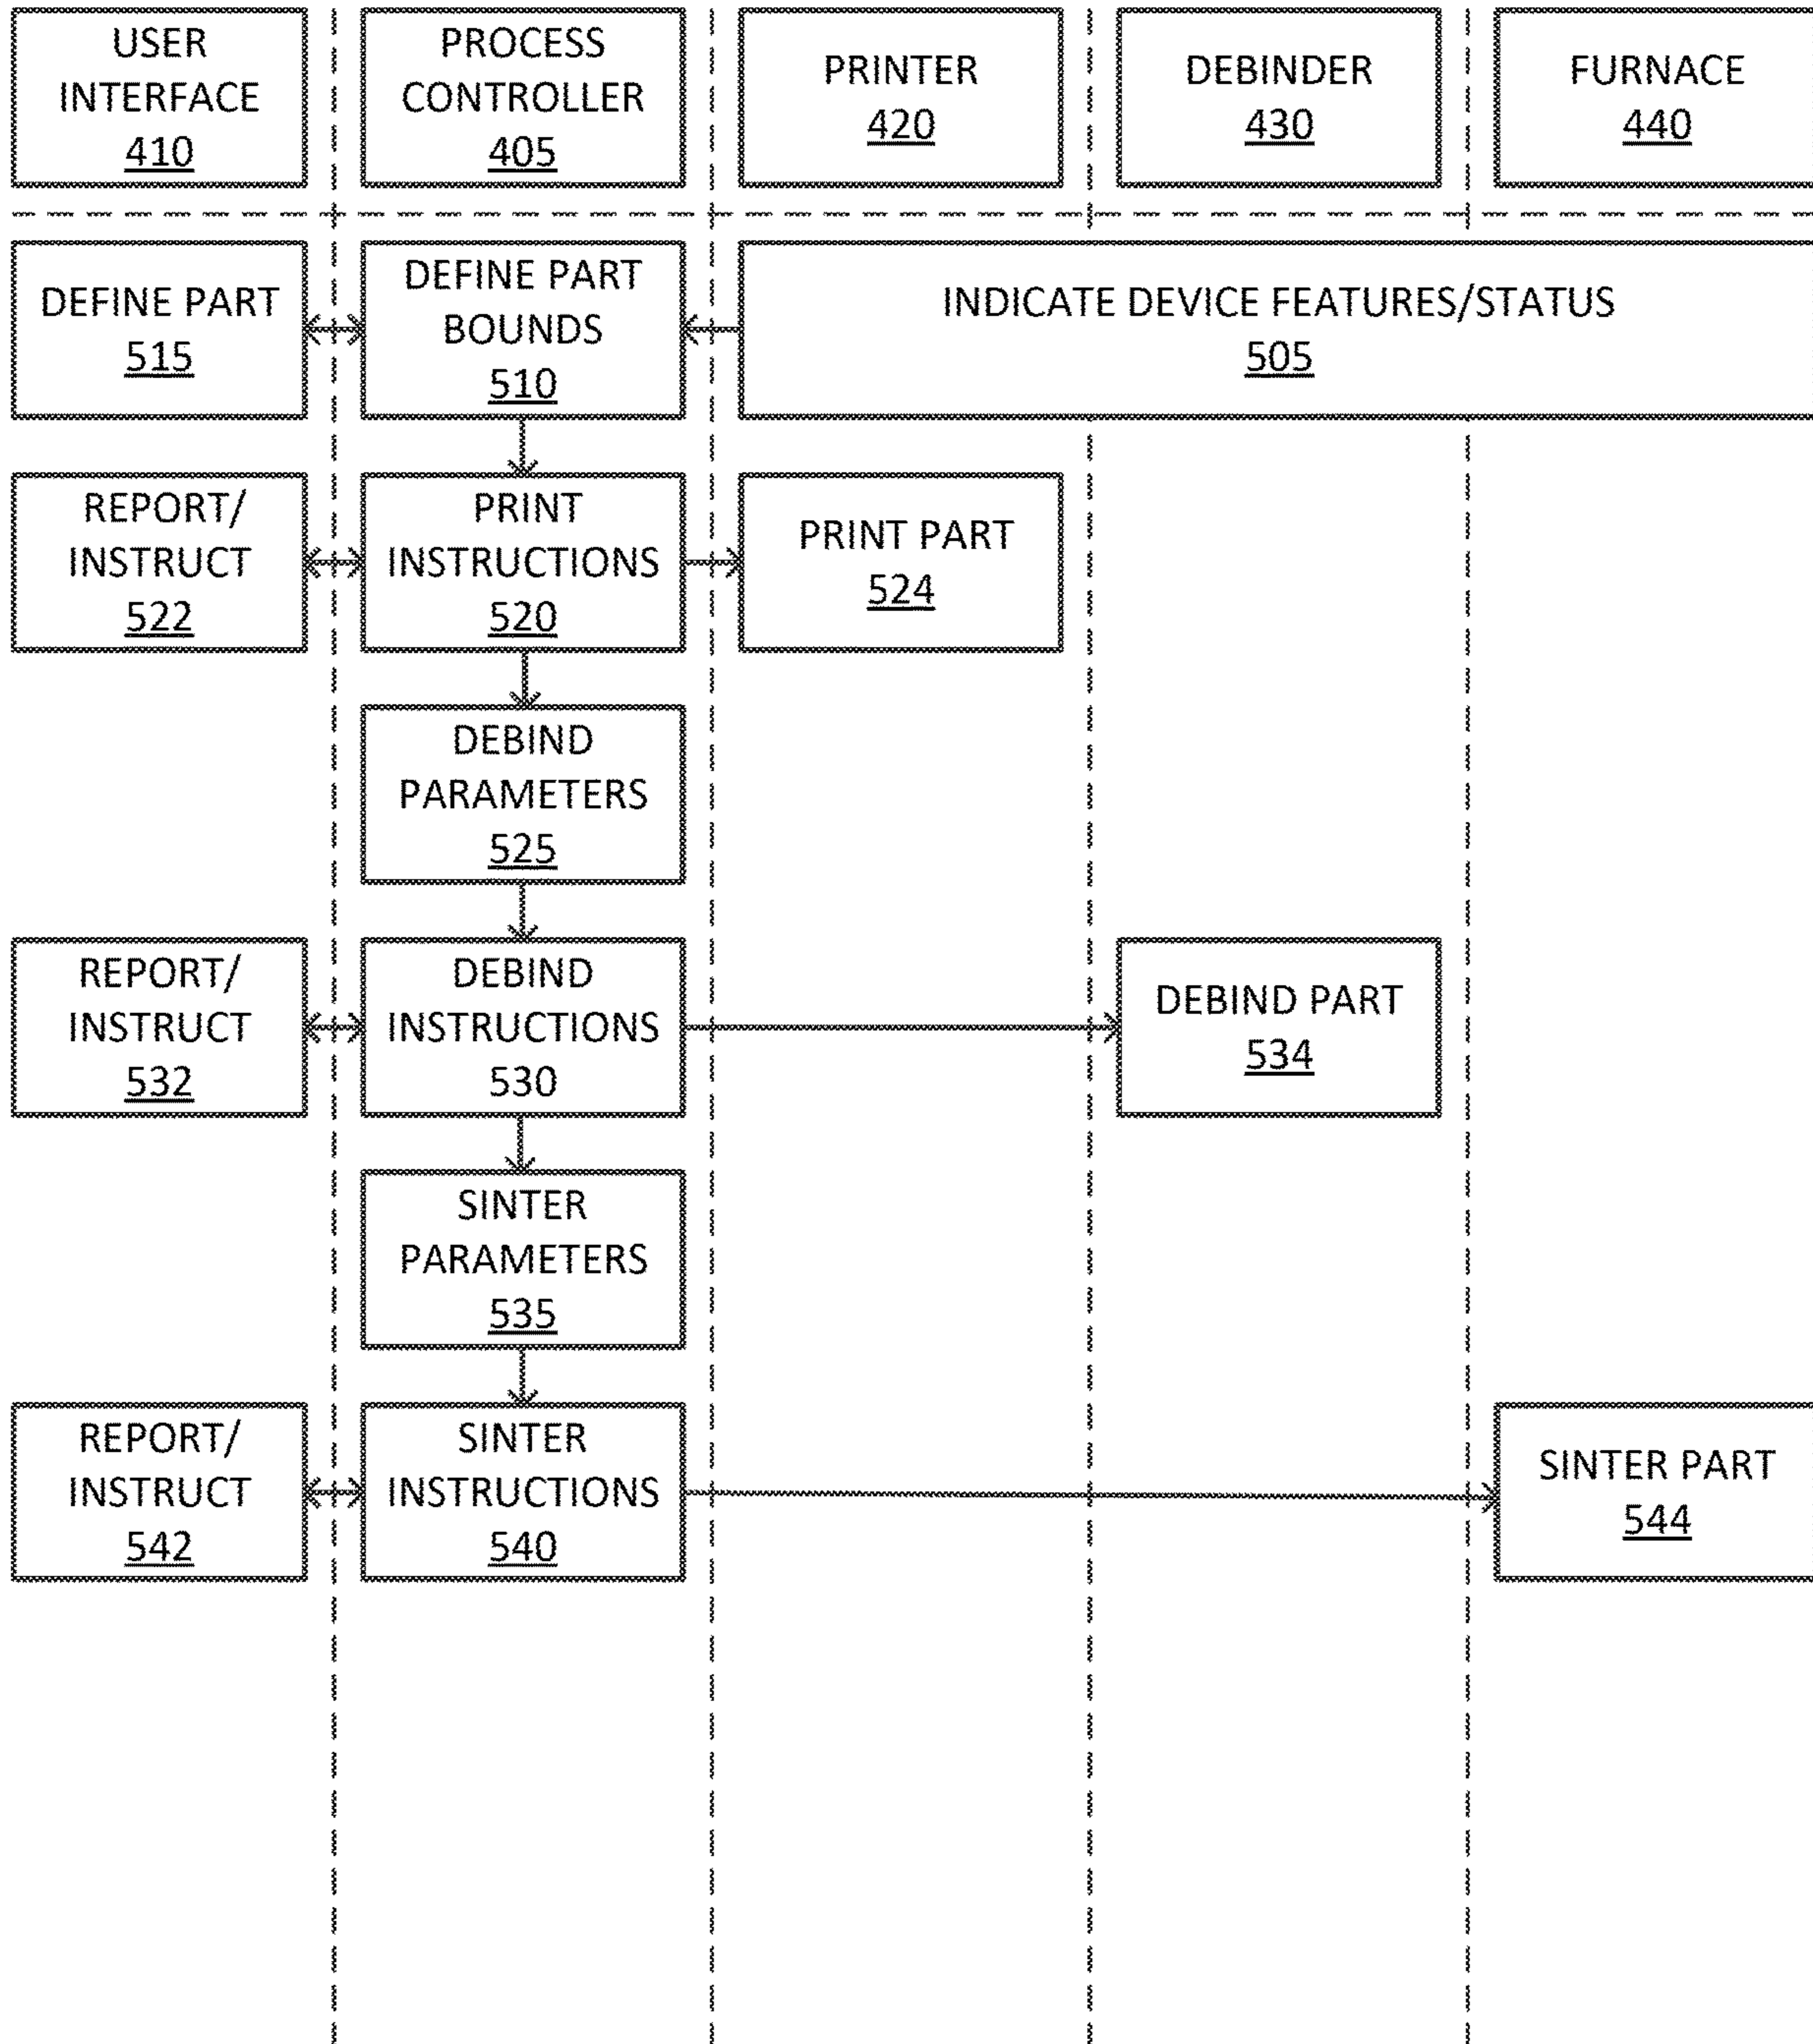 USER
INTERFACE
410
PROCESS
CONTROLLER
405
PRINTER
420
DEBINDER
430
FURNACE
440
DEFINE PART
515
DEFINE PART
BOUNDS
510
INDICATE DEVICE FEATURES/STATUS
505
REPORT/
INSTRUCT
522
PRINT
INSTRUCTIONS
520
PRINT PART
524
DEBIND
PARAMETERS
525
REPORT/
INSTRUCT
532
DEBIND
INSTRUCTIONS
530
DEBIND PART
534
SINTER
PARAMETERS
535
REPORT/
INSTRUCT
542
SINTER
INSTRUCTIONS
540
SINTER PART
544